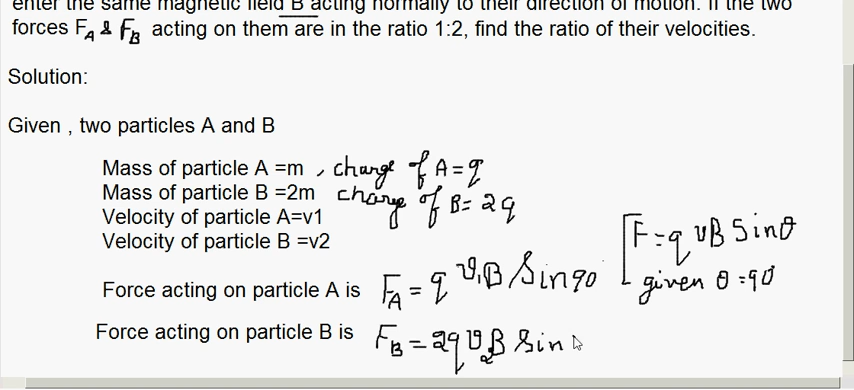 enter the same magnetic field B acting normally to their direction of motion. If the two
forces F_A & F_B acting on them are in the ratio 1:2, find the ratio of their velocities.
Solution:
Given , two particles A and B
Mass of particle A =m , charge of A = q
Mass of particle B =2m charge of B = 2q
Velocity of particle A=v1
Velocity of particle B =v2
[F = q vB Sinθ
given θ = 90°
Force acting on particle A is F_A = q v₁B Sin90
Force acting on particle B is F_B = 2q v₂B Sin